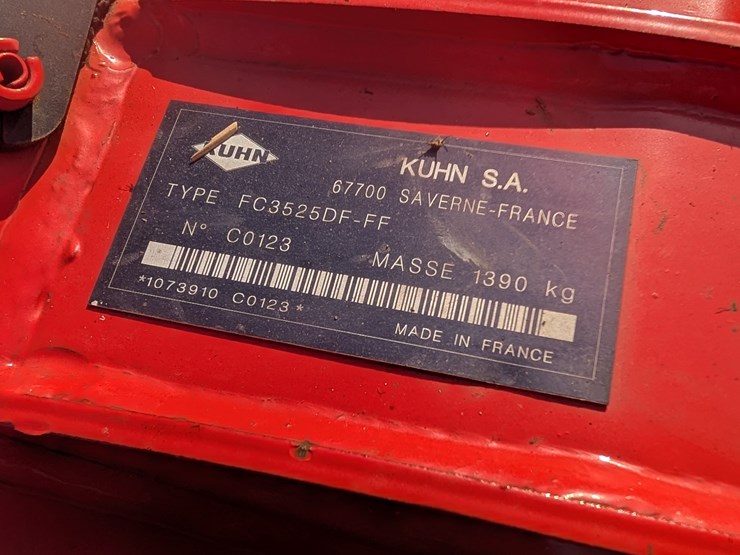 KUHN
KUHN S.A.
67700 SAVERNE-FRANCE
TYPE FC3525DF-FF
N° C0123
MASSE 1390 kg
*1073910 C0123*
MADE IN FRANCE